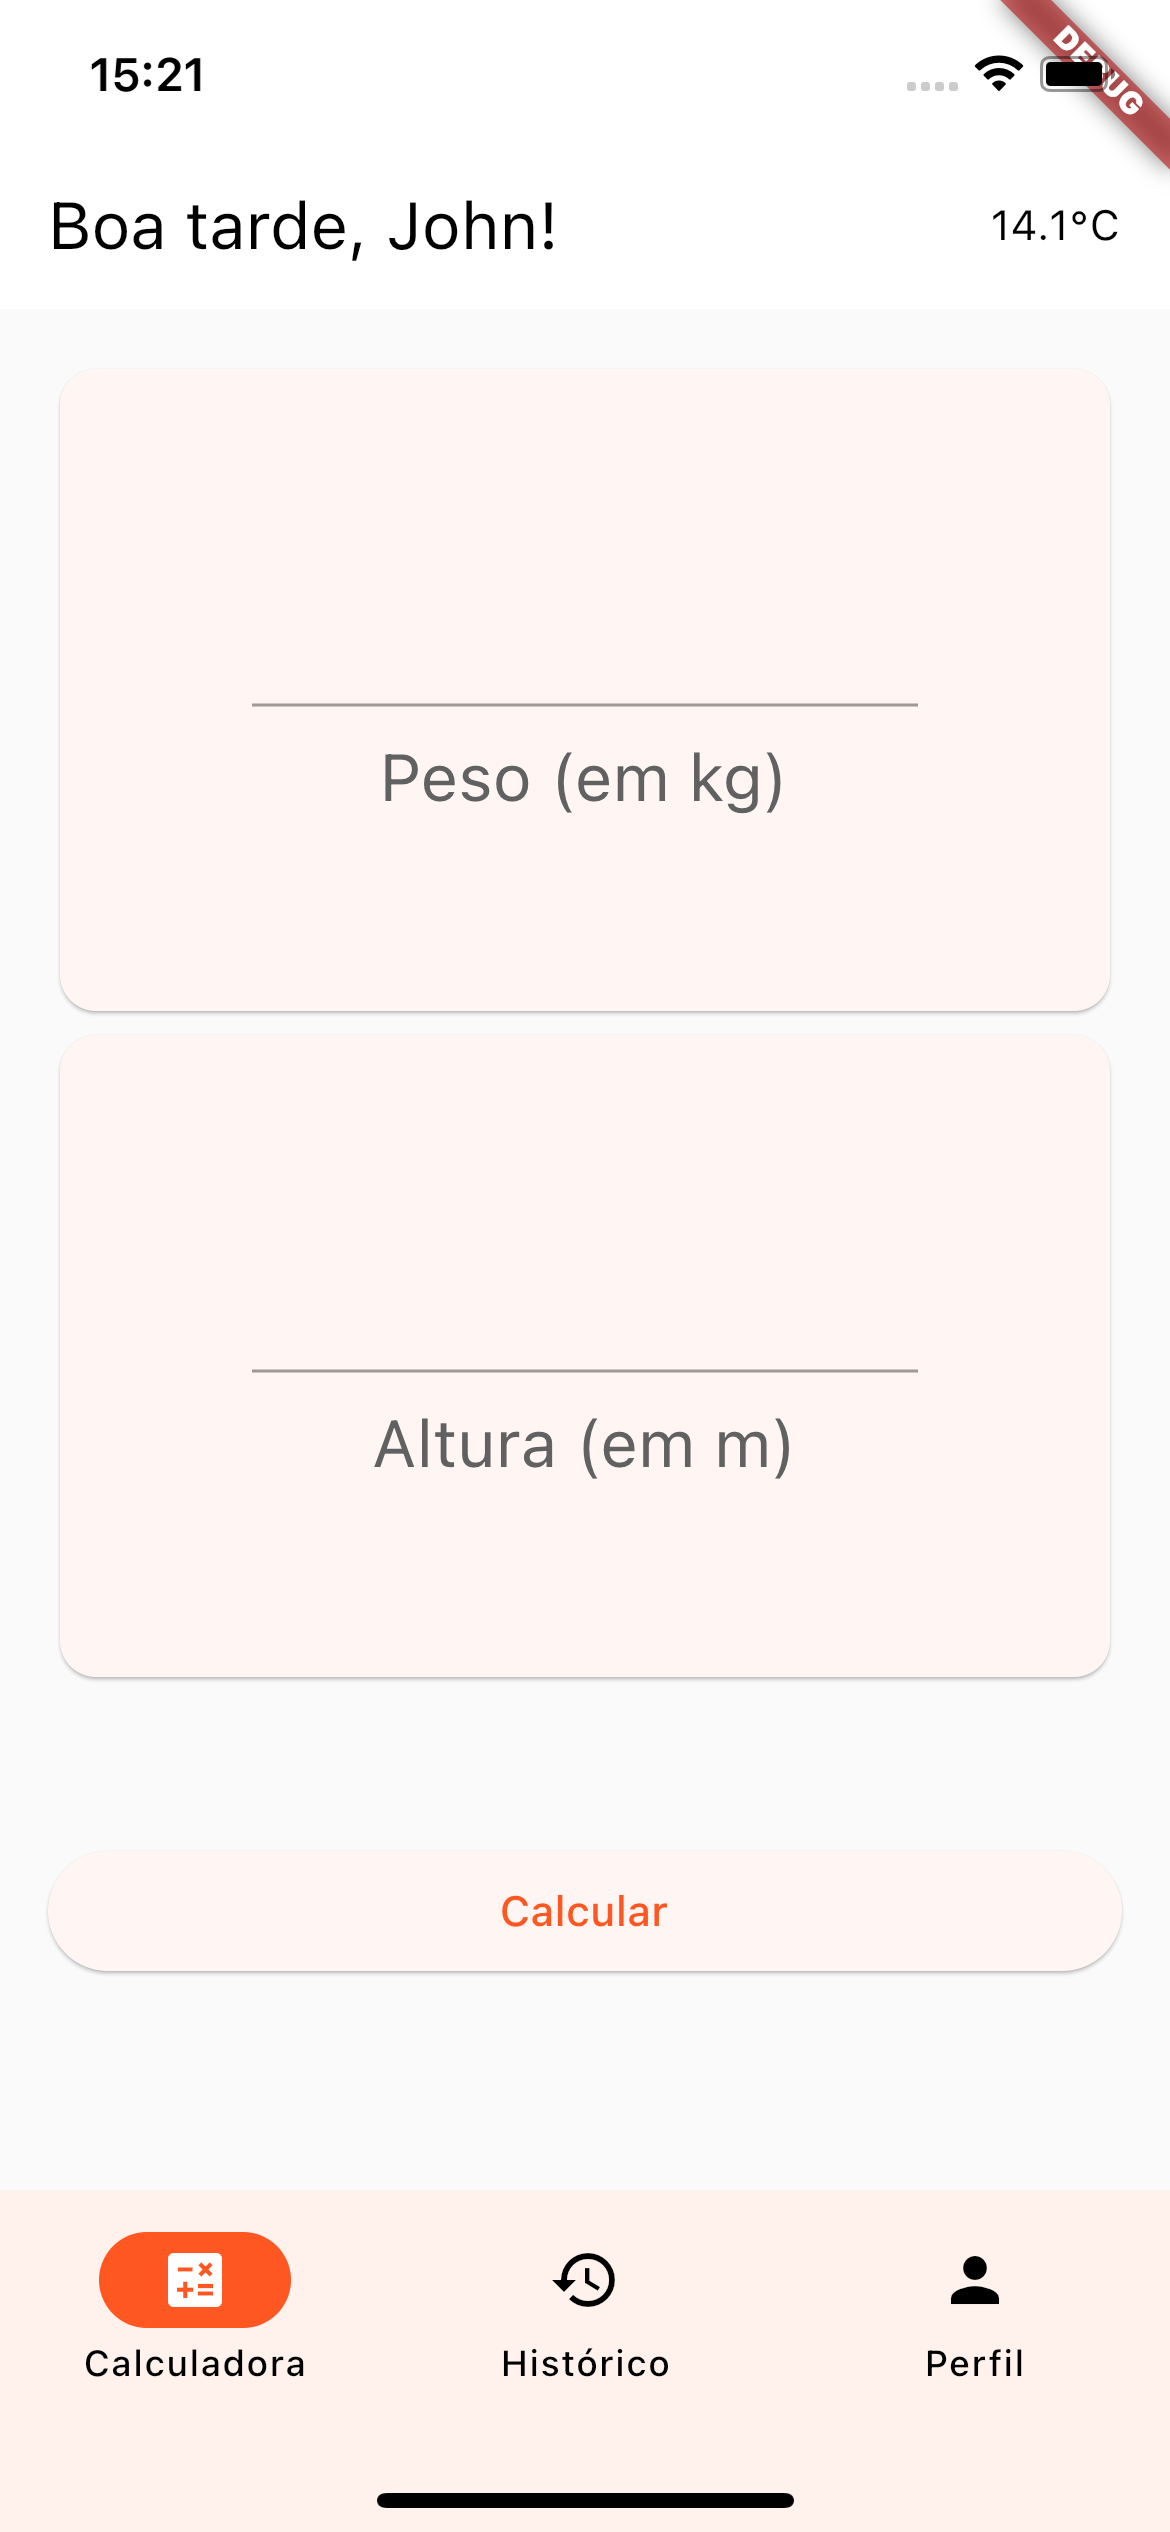 15:21
DEBUG
Boa tarde, John!
14.1°C
Peso (em kg)
Altura (em m)
Calcular
Calculadora
Histórico
Perfil